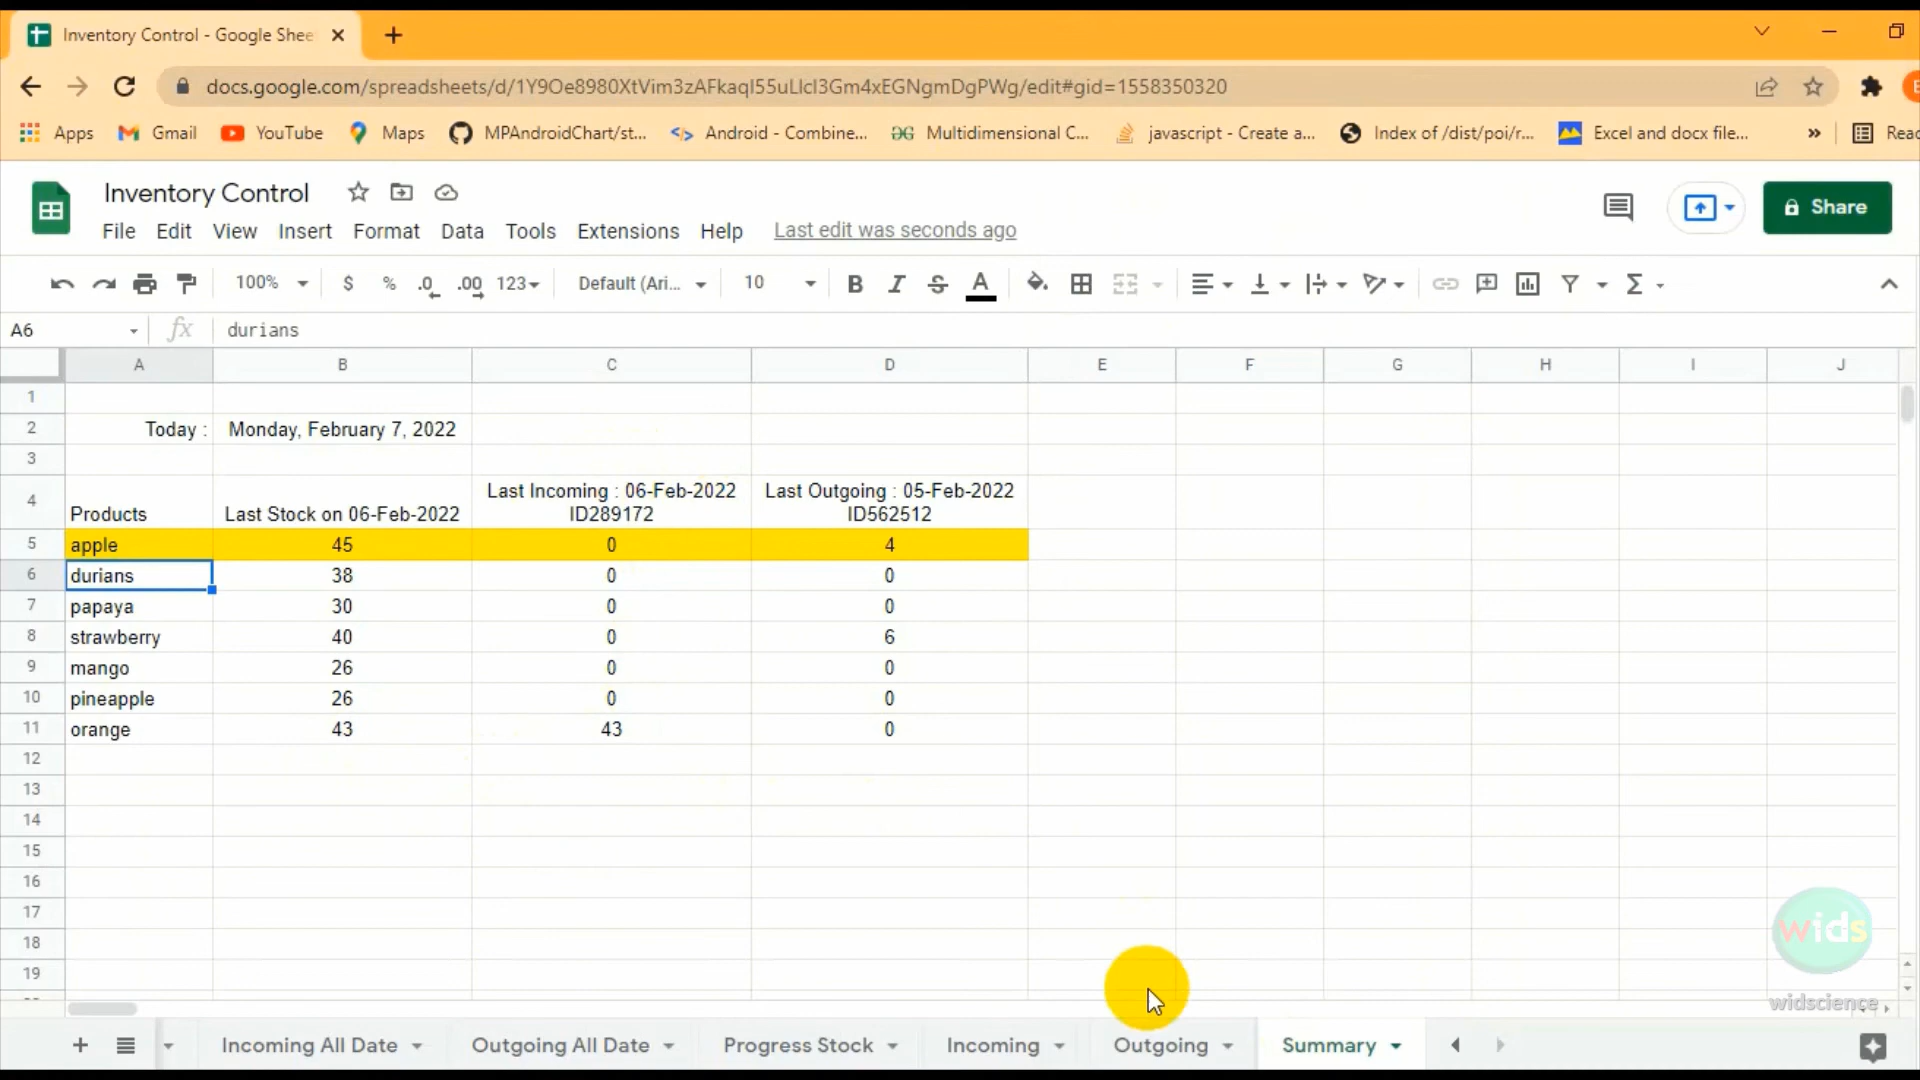 Inventory Control - Google Shee
docs.google.com/spreadsheets/d/1Y9Oe8980XtVim3zAFkaqI55uLIcI3Gm4xEGNgmDgPWg/edit#gid=1558350320
Apps Gmail YouTube Maps MPAndroidChart/st... Android - Combine... Multidimensional C... javascript - Create a... Index of /dist/poi/r... Excel and docx file... » Read
Inventory Control
File Edit View Insert Format Data Tools Extensions Help Last edit was seconds ago
Share
100% $ % .0 .00 123 Default (Ari... 10 B I S A Σ
A6 fx durians
A B C D E F G H I J
1
2 Today : Monday, February 7, 2022
3
Last Incoming : 06-Feb-2022 Last Outgoing : 05-Feb-2022
4 Products Last Stock on 06-Feb-2022 ID289172 ID562512
5 apple 45 0 4
6 durians 38 0 0
7 papaya 30 0 0
8 strawberry 40 0 6
9 mango 26 0 0
10 pineapple 26 0 0
11 orange 43 43 0
12
13
14
15
16
17
18
19
wids
widscience
Incoming All Date Outgoing All Date Progress Stock Incoming Outgoing Summary